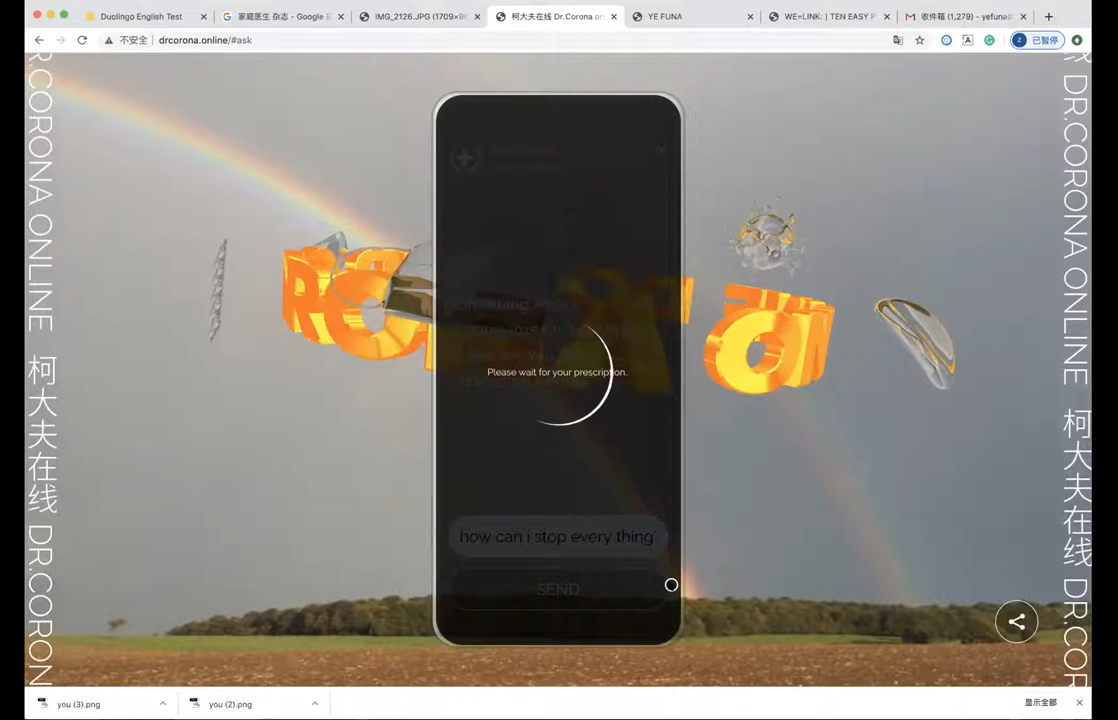 Duolingo English Test
家庭医生 杂志 - Google
IMG_2126.JPG (1709×96
柯大夫在线 Dr.Corona on
YE FUNA
WE=LINK: | TEN EASY P
收件箱 (1,279) - yefuna
不安全
drcorona.online/#ask
Z
已暂停
DR.CORONA ONLINE 柯大夫在线 DR.CORON
DR.CORONA ONLINE 柯大夫在线 DR.CO
Please wait for your prescription.
how can i stop every thing
SEND
you (3).png
you (2).png
显示全部